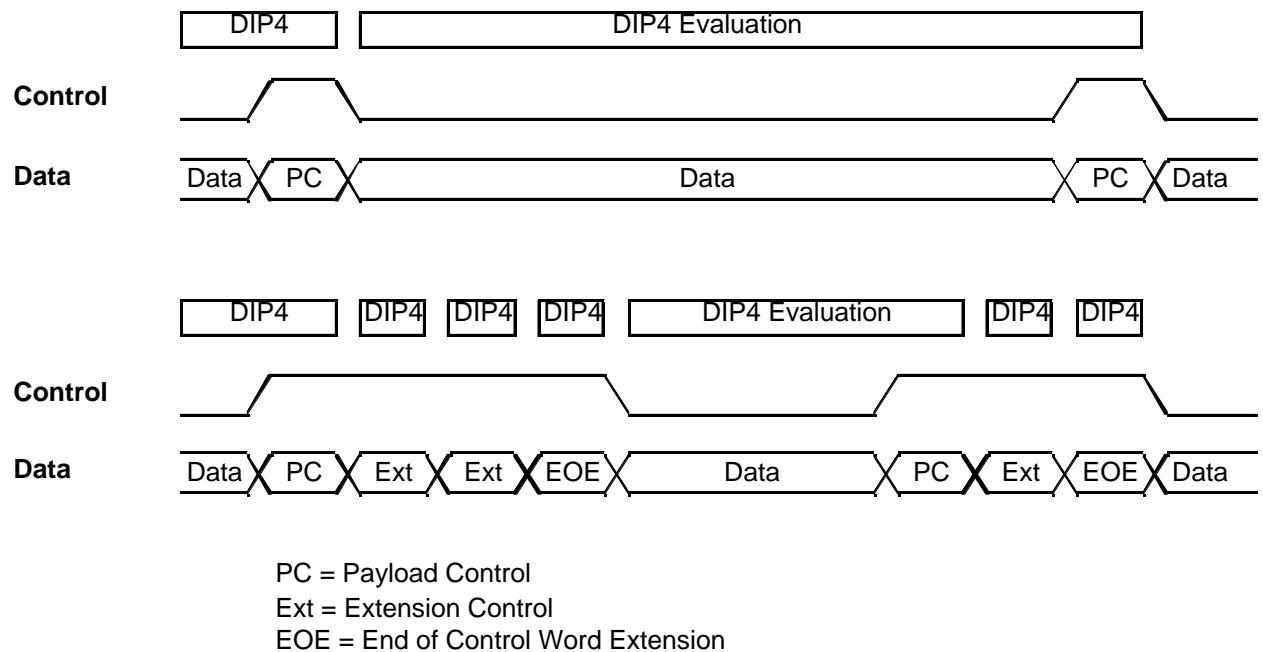 DIP4 DIP4 Evaluation
Control
Data Data PC Data PC Data
DIP4 DIP4 DIP4 DIP4 DIP4 Evaluation DIP4 DIP4
Control
Data Data PC Ext Ext EOE Data PC Ext EOE Data
PC = Payload Control
Ext = Extension Control
EOE = End of Control Word Extension